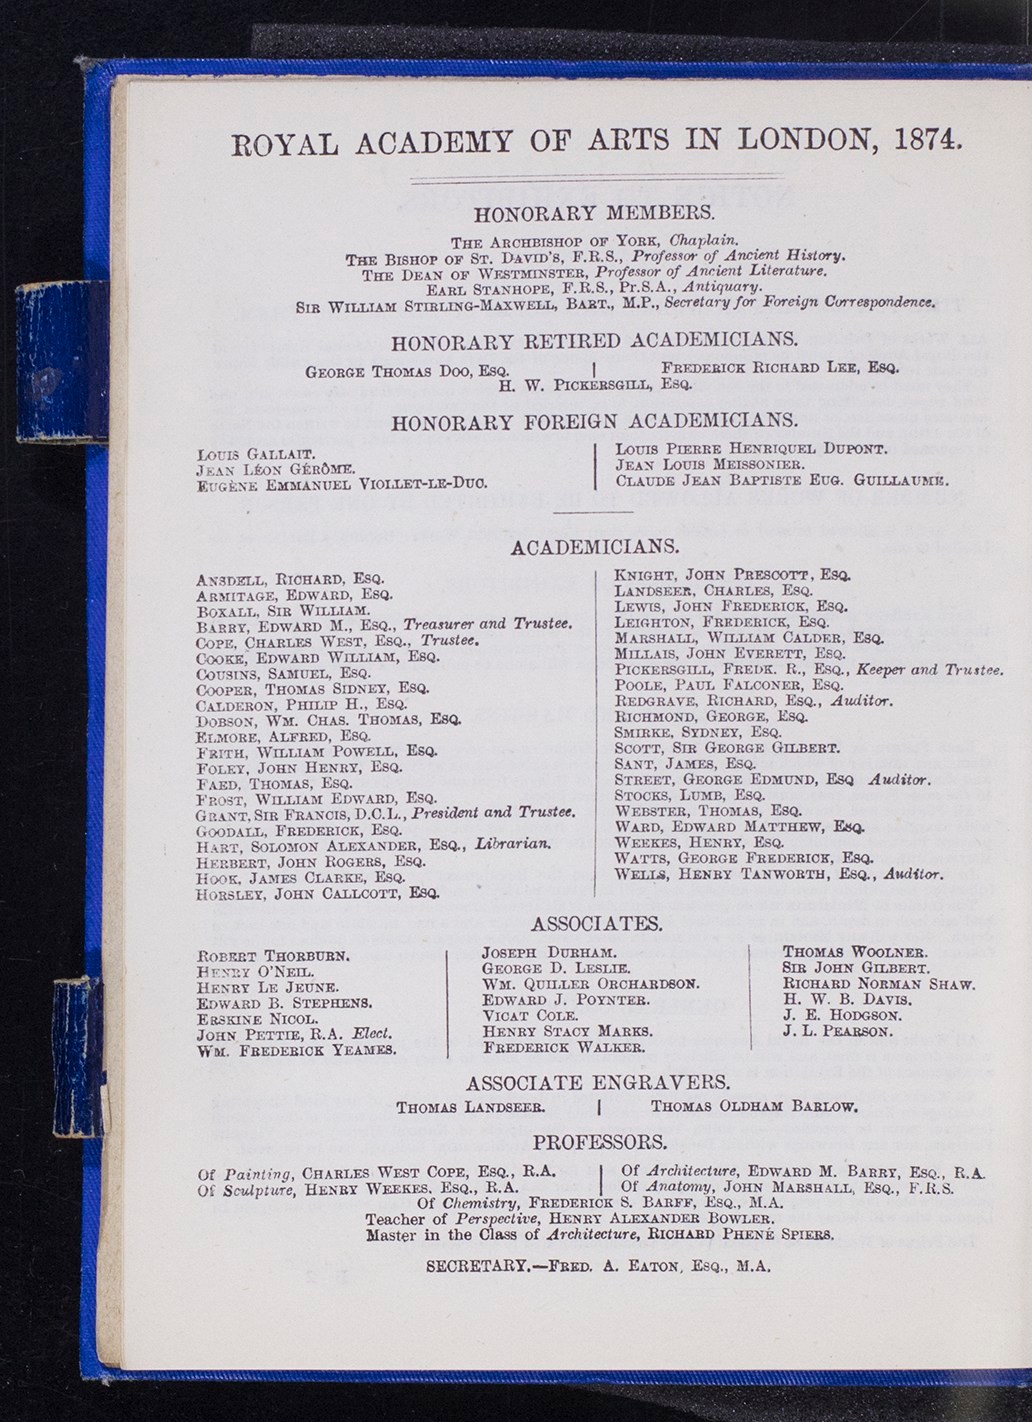 ROYAL ACADEMY OF ARTS IN LONDON, 1874.
HONORARY MEMBERS.
THE ARCHBISHOP OF YORK, Chaplain.
THE BISHOP OF ST. DAVID'S, F.R.S., Professor of Ancient History.
THE DEAN OF WESTMINSTER, Professor of Ancient Literature.
EARL STANHOPE, F.R.S., Pr.S.A., Antiquary.
SIR WILLIAM STIRLING-MAXWELL, BART., M.P., Secretary for Foreign Correspondence.
HONORARY RETIRED ACADEMICIANS.
GEORGE THOMAS DOO, ESQ.
FREDERICK RICHARD LEE, ESQ.
H. W. PICKERSGILL, ESQ.
HONORARY FOREIGN ACADEMICIANS.
LOUIS GALLAIT.
JEAN LÉON GÉRÔME.
EUGÈNE EMMANUEL VIOLLET-LE-DUC.
LOUIS PIERRE HENRIQUEL DUPONT.
JEAN LOUIS MEISSONIER.
CLAUDE JEAN BAPTISTE EUG. GUILLAUME.
ACADEMICIANS.
ANSDELL, RICHARD, ESQ.
ARMITAGE, EDWARD, ESQ.
BOXALL, SIR WILLIAM.
BARRY, EDWARD M., ESQ., Treasurer and Trustee.
COPE, CHARLES WEST, ESQ., Trustee.
COOKE, EDWARD WILLIAM, ESQ.
COUSINS, SAMUEL, ESQ.
COOPER, THOMAS SIDNEY, ESQ.
CALDERON, PHILIP H., ESQ.
DOBSON, WM. CHAS. THOMAS, ESQ.
ELMORE, ALFRED, ESQ.
FRITH, WILLIAM POWELL, ESQ.
FOLEY, JOHN HENRY, ESQ.
FAED, THOMAS, ESQ.
FROST, WILLIAM EDWARD, ESQ.
GRANT, SIR FRANCIS, D.C.L., President and Trustee.
GOODALL, FREDERICK, ESQ.
HART, SOLOMON ALEXANDER, ESQ., Librarian.
HERBERT, JOHN ROGERS, ESQ.
HOOK, JAMES CLARKE, ESQ.
HORSLEY, JOHN CALLCOTT, ESQ.
KNIGHT, JOHN PRESCOTT, ESQ.
LANDSEER, CHARLES, ESQ.
LEWIS, JOHN FREDERICK, ESQ.
LEIGHTON, FREDERICK, ESQ.
MARSHALL, WILLIAM CALDER, ESQ.
MILLAIS, JOHN EVERETT, ESQ.
PICKERSGILL, FREDK. R., ESQ., Keeper and Trustee.
POOLE, PAUL FALCONER, ESQ.
REDGRAVE, RICHARD, ESQ., Auditor.
RICHMOND, GEORGE, ESQ.
SMIRKE, SYDNEY, ESQ.
SCOTT, SIR GEORGE GILBERT.
SANT, JAMES, ESQ.
STREET, GEORGE EDMUND, ESQ Auditor.
STOCKS, LUMB, ESQ.
WEBSTER, THOMAS, ESQ.
WARD, EDWARD MATTHEW, ESQ.
WEEKES, HENRY, ESQ.
WATTS, GEORGE FREDERICK, ESQ.
WELLS, HENRY TANWORTH, ESQ., Auditor.
ASSOCIATES.
ROBERT THORBURN.
HENRY O'NEIL.
HENRY LE JEUNE.
EDWARD B. STEPHENS.
ERSKINE NICOL.
JOHN PETTIE, R.A. Elect.
WM. FREDERICK YEAMES.
JOSEPH DURHAM.
GEORGE D. LESLIE.
WM. QUILLER ORCHARDSON.
EDWARD J. POYNTER.
VICAT COLE.
HENRY STACY MARKS.
FREDERICK WALKER.
THOMAS WOOLNER.
SIR JOHN GILBERT.
RICHARD NORMAN SHAW.
H. W. B. DAVIS.
J. E. HODGSON.
J. L. PEARSON.
ASSOCIATE ENGRAVERS.
THOMAS LANDSEER.
THOMAS OLDHAM BARLOW.
PROFESSORS.
Of Painting, CHARLES WEST COPE, ESQ., R.A.
Of Sculpture, HENRY WEEKES, ESQ., R.A.
Of Architecture, EDWARD M. BARRY, ESQ., R.A.
Of Anatomy, JOHN MARSHALL, ESQ., F.R.S.
Of Chemistry, FREDERICK S. BARFF, ESQ., M.A.
Teacher of Perspective, HENRY ALEXANDER BOWLER.
Master in the Class of Architecture, RICHARD PHENÉ SPIERS.
SECRETARY.—FRED. A. EATON, ESQ., M.A.